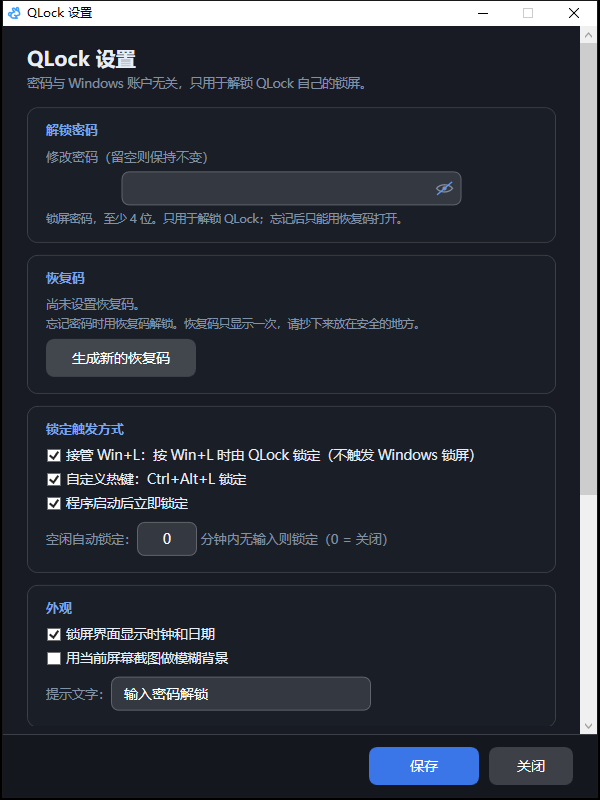 QLock 设置
QLock 设置
密码与 Windows 账户无关，只用于解锁 QLock 自己的锁屏。
解锁密码
修改密码（留空则保持不变）
锁屏密码，至少 4 位。只用于解锁 QLock；忘记后只能用恢复码打开。
恢复码
尚未设置恢复码。
忘记密码时用恢复码解锁。恢复码只显示一次，请抄下来放在安全的地方。
生成新的恢复码
锁定触发方式
接管 Win+L：按 Win+L 时由 QLock 锁定（不触发 Windows 锁屏）
自定义热键：Ctrl+Alt+L 锁定
程序启动后立即锁定
空闲自动锁定： 0 分钟内无输入则锁定（0 = 关闭）
外观
锁屏界面显示时钟和日期
用当前屏幕截图做模糊背景
提示文字： 输入密码解锁
保存 关闭